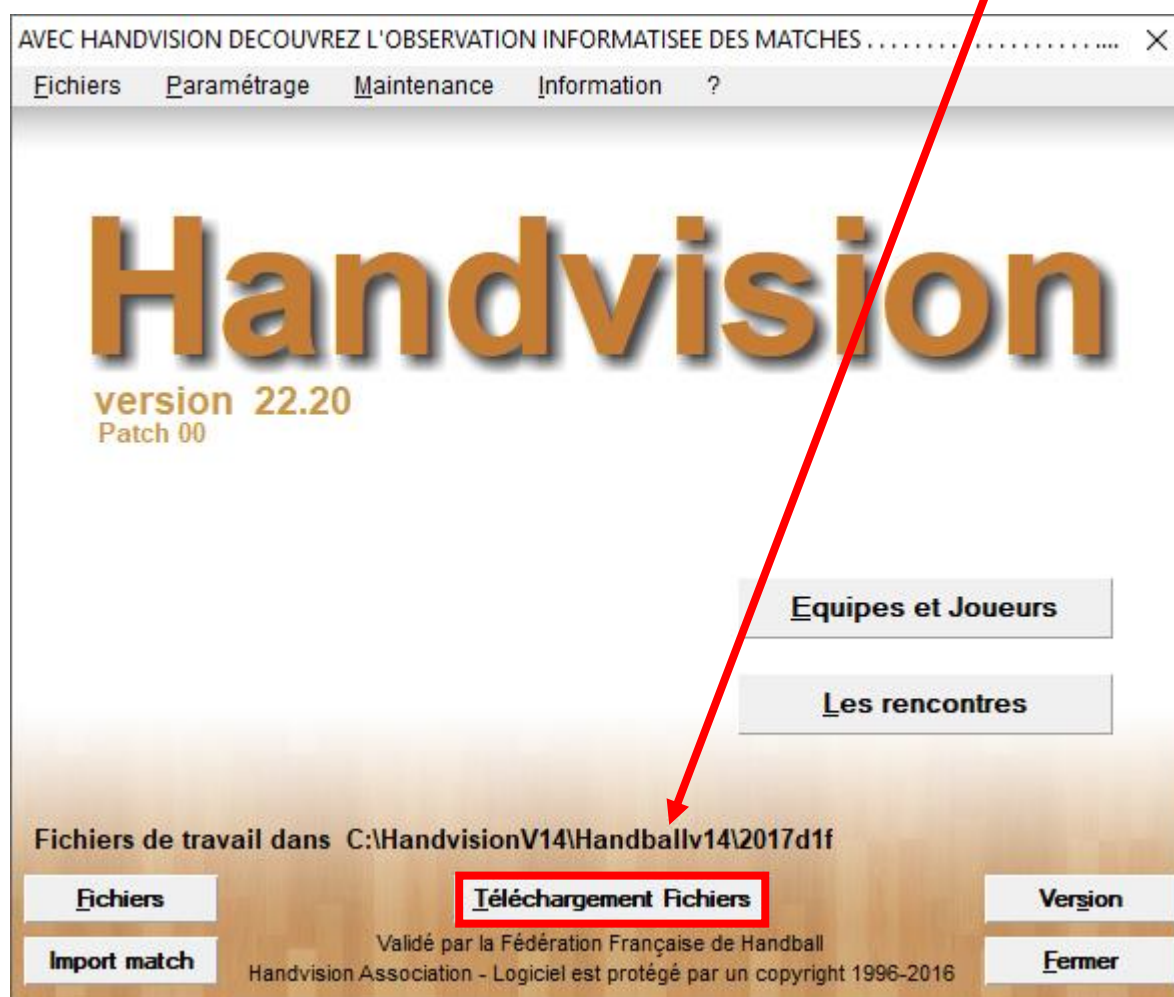 AVEC HANDVISION DECOUVREZ L'OBSERVATION INFORMATISEE DES MATCHES . . . . . . . . . . . . . . . . . . . . . ....
Fichiers Paramétrage Maintenance Information ?
Handvision
version 22.20
Patch 00
Equipes et Joueurs
Les rencontres
Fichiers de travail dans C:\HandvisionV14\Handballv14\2017d1f
Fichiers Téléchargement Fichiers Version
Validé par la Fédération Française de Handball
Import match Handvision Association - Logiciel est protégé par un copyright 1996-2016 Fermer